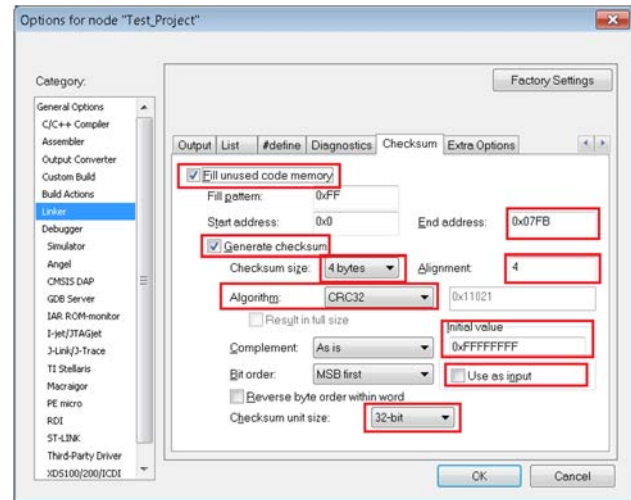 Options for node "Test_Project"
Category:
Factory Settings
General Options
C/C++ Compiler
Assembler
Output Converter
Custom Build
Build Actions
Linker
Debugger
Simulator
Angel
CMSIS DAP
GDB Server
IAR ROM-monitor
I-jet/JTAGjet
J-Link/J-Trace
TI Stellaris
Macraigor
PE micro
RDI
ST-LINK
Third-Party Driver
XDS100/200/ICDI
Output List #define Diagnostics Checksum Extra Options
Fill unused code memory
Fill pattern: 0xFF
Start address: 0x0 End address: 0x07FB
Generate checksum
Checksum size: 4 bytes Alignment: 4
Algorithm: CRC32 0x11021
Result in full size
Initial value
Complement: As is 0xFFFFFFFF
Bit order: MSB first Use as input
Reverse byte order within word
Checksum unit size: 32-bit
OK Cancel